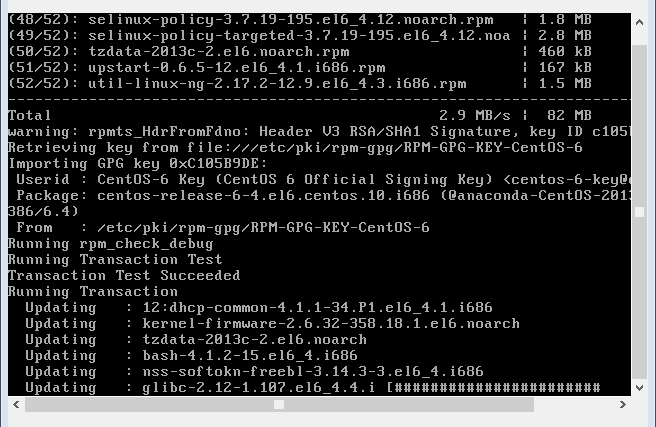 (48/52): selinux-policy-3.7.19-195.el6_4.12.noarch.rpm | 1.8 MB
(49/52): selinux-policy-targeted-3.7.19-195.el6_4.12.noa | 2.8 MB
(50/52): tzdata-2013c-2.el6.noarch.rpm | 460 kB
(51/52): upstart-0.6.5-12.el6_4.1.i686.rpm | 167 kB
(52/52): util-linux-ng-2.17.2-12.9.el6_4.3.i686.rpm | 1.5 MB
--------------------------------------------------------------------------------
Total 2.9 MB/s | 82 MB
warning: rpmts_HdrFromFdno: Header V3 RSA/SHA1 Signature, key ID c105b
Retrieving key from file:///etc/pki/rpm-gpg/RPM-GPG-KEY-CentOS-6
Importing GPG key 0xC105B9DE:
Userid : CentOS-6 Key (CentOS 6 Official Signing Key) <centos-6-key@c
Package: centos-release-6-4.el6.centos.10.i686 (@anaconda-CentOS-201
386/6.4)
From : /etc/pki/rpm-gpg/RPM-GPG-KEY-CentOS-6
Running rpm_check_debug
Running Transaction Test
Transaction Test Succeeded
Running Transaction
Updating : 12:dhcp-common-4.1.1-34.P1.el6_4.1.i686
Updating : kernel-firmware-2.6.32-358.18.1.el6.noarch
Updating : tzdata-2013c-2.el6.noarch
Updating : bash-4.1.2-15.el6_4.i686
Updating : nss-softokn-freebl-3.14.3-3.el6_4.i686
Updating : glibc-2.12-1.107.el6_4.4.i [#######################